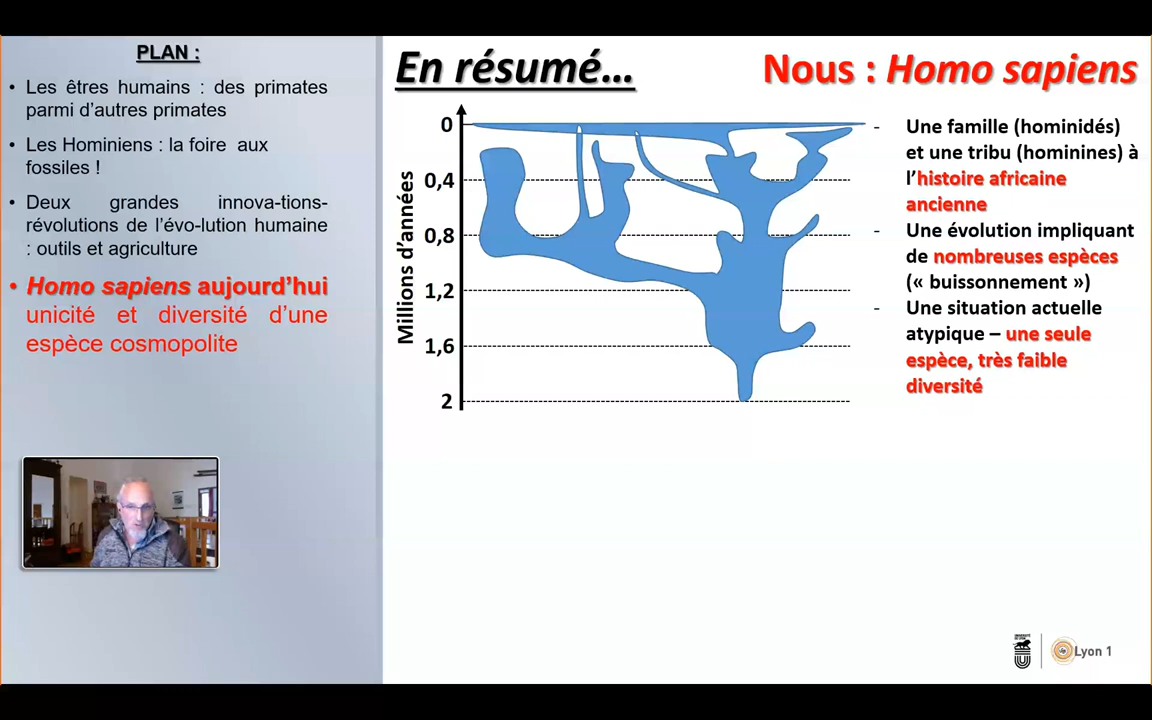 PLAN :
• Les êtres humains : des primates
parmi d’autres primates
• Les Hominiens : la foire aux
fossiles !
• Deux grandes innova-tions-
révolutions de l’évo-lution humaine
: outils et agriculture
• Homo sapiens aujourd’hui
unicité et diversité d’une
espèce cosmopolite
En résumé…
Nous : Homo sapiens
Millions d’années
0
0,4
0,8
1,2
1,6
2
- Une famille (hominidés)
et une tribu (hominines) à
l’histoire africaine
ancienne
- Une évolution impliquant
de nombreuses espèces
(« buissonnement »)
- Une situation actuelle
atypique – une seule
espèce, très faible
diversité
Lyon 1